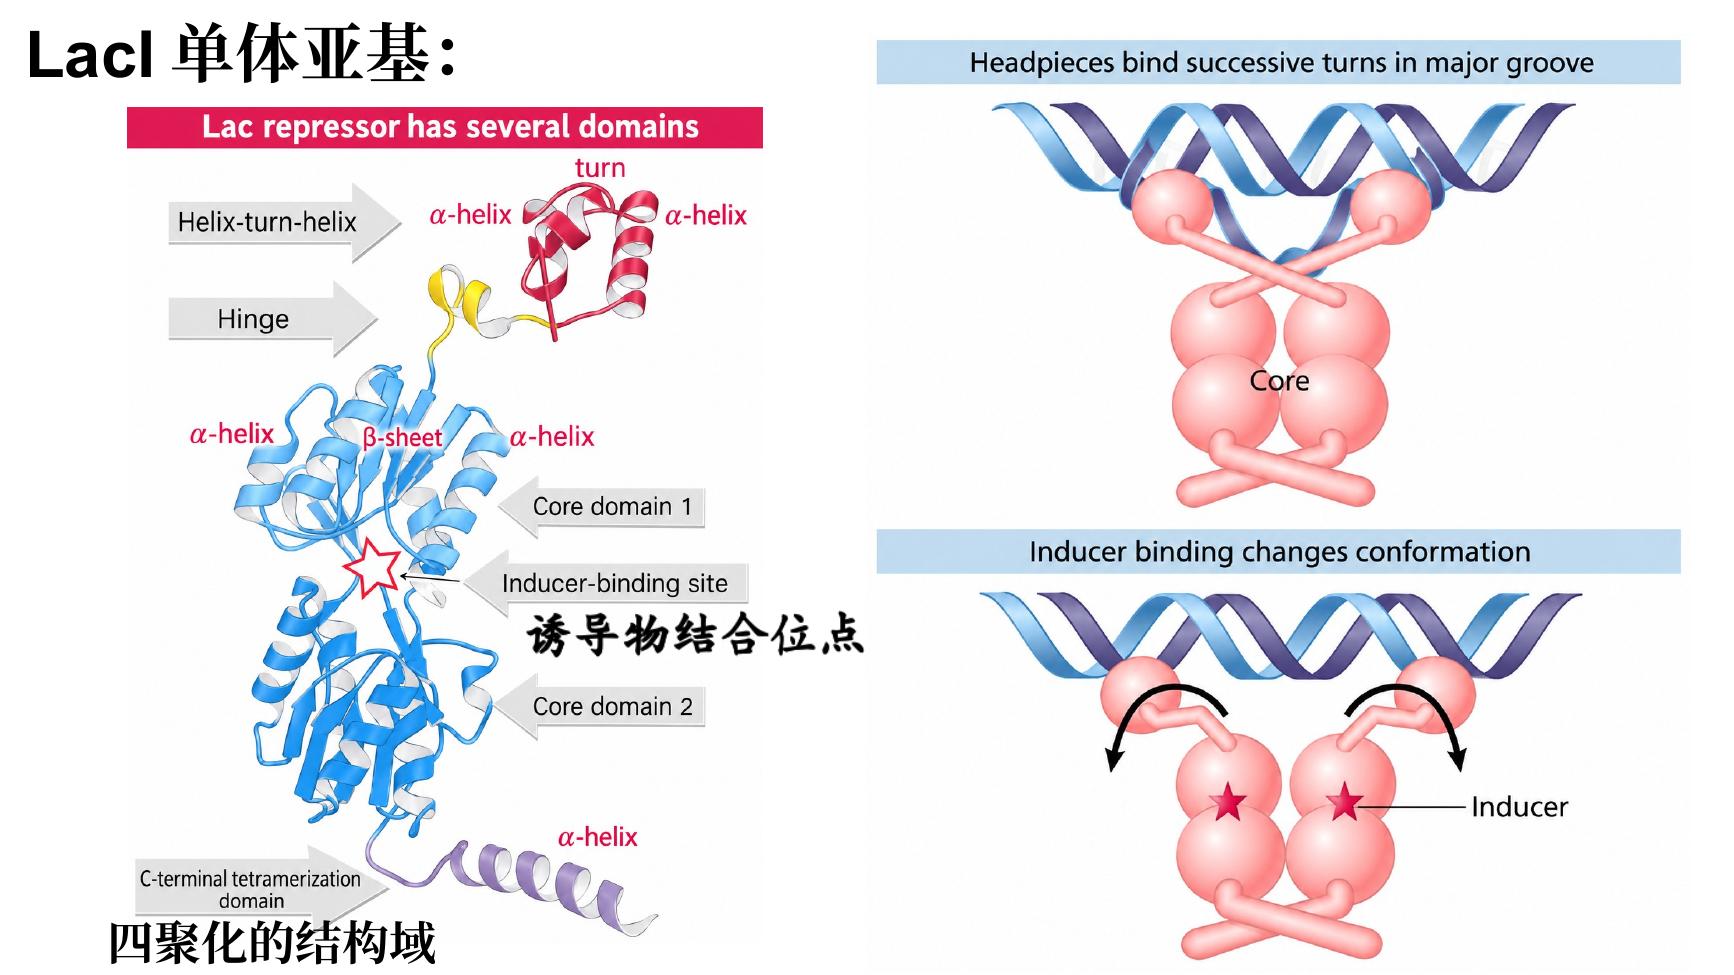 LacI 单体亚基：
Lac repressor has several domains
turn
α-helix
α-helix
Helix-turn-helix
Hinge
α-helix
β-sheet
α-helix
Core domain 1
Inducer-binding site
诱导物结合位点
Core domain 2
α-helix
C-terminal tetramerization
domain
四聚化的结构域
Headpieces bind successive turns in major groove
Core
Inducer binding changes conformation
Inducer